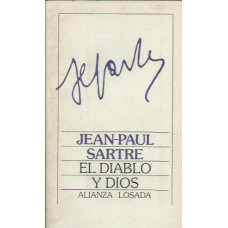 JEAN-PAUL
SARTRE
EL DIABLO
Y DIOS
ALIANZA LOSADA